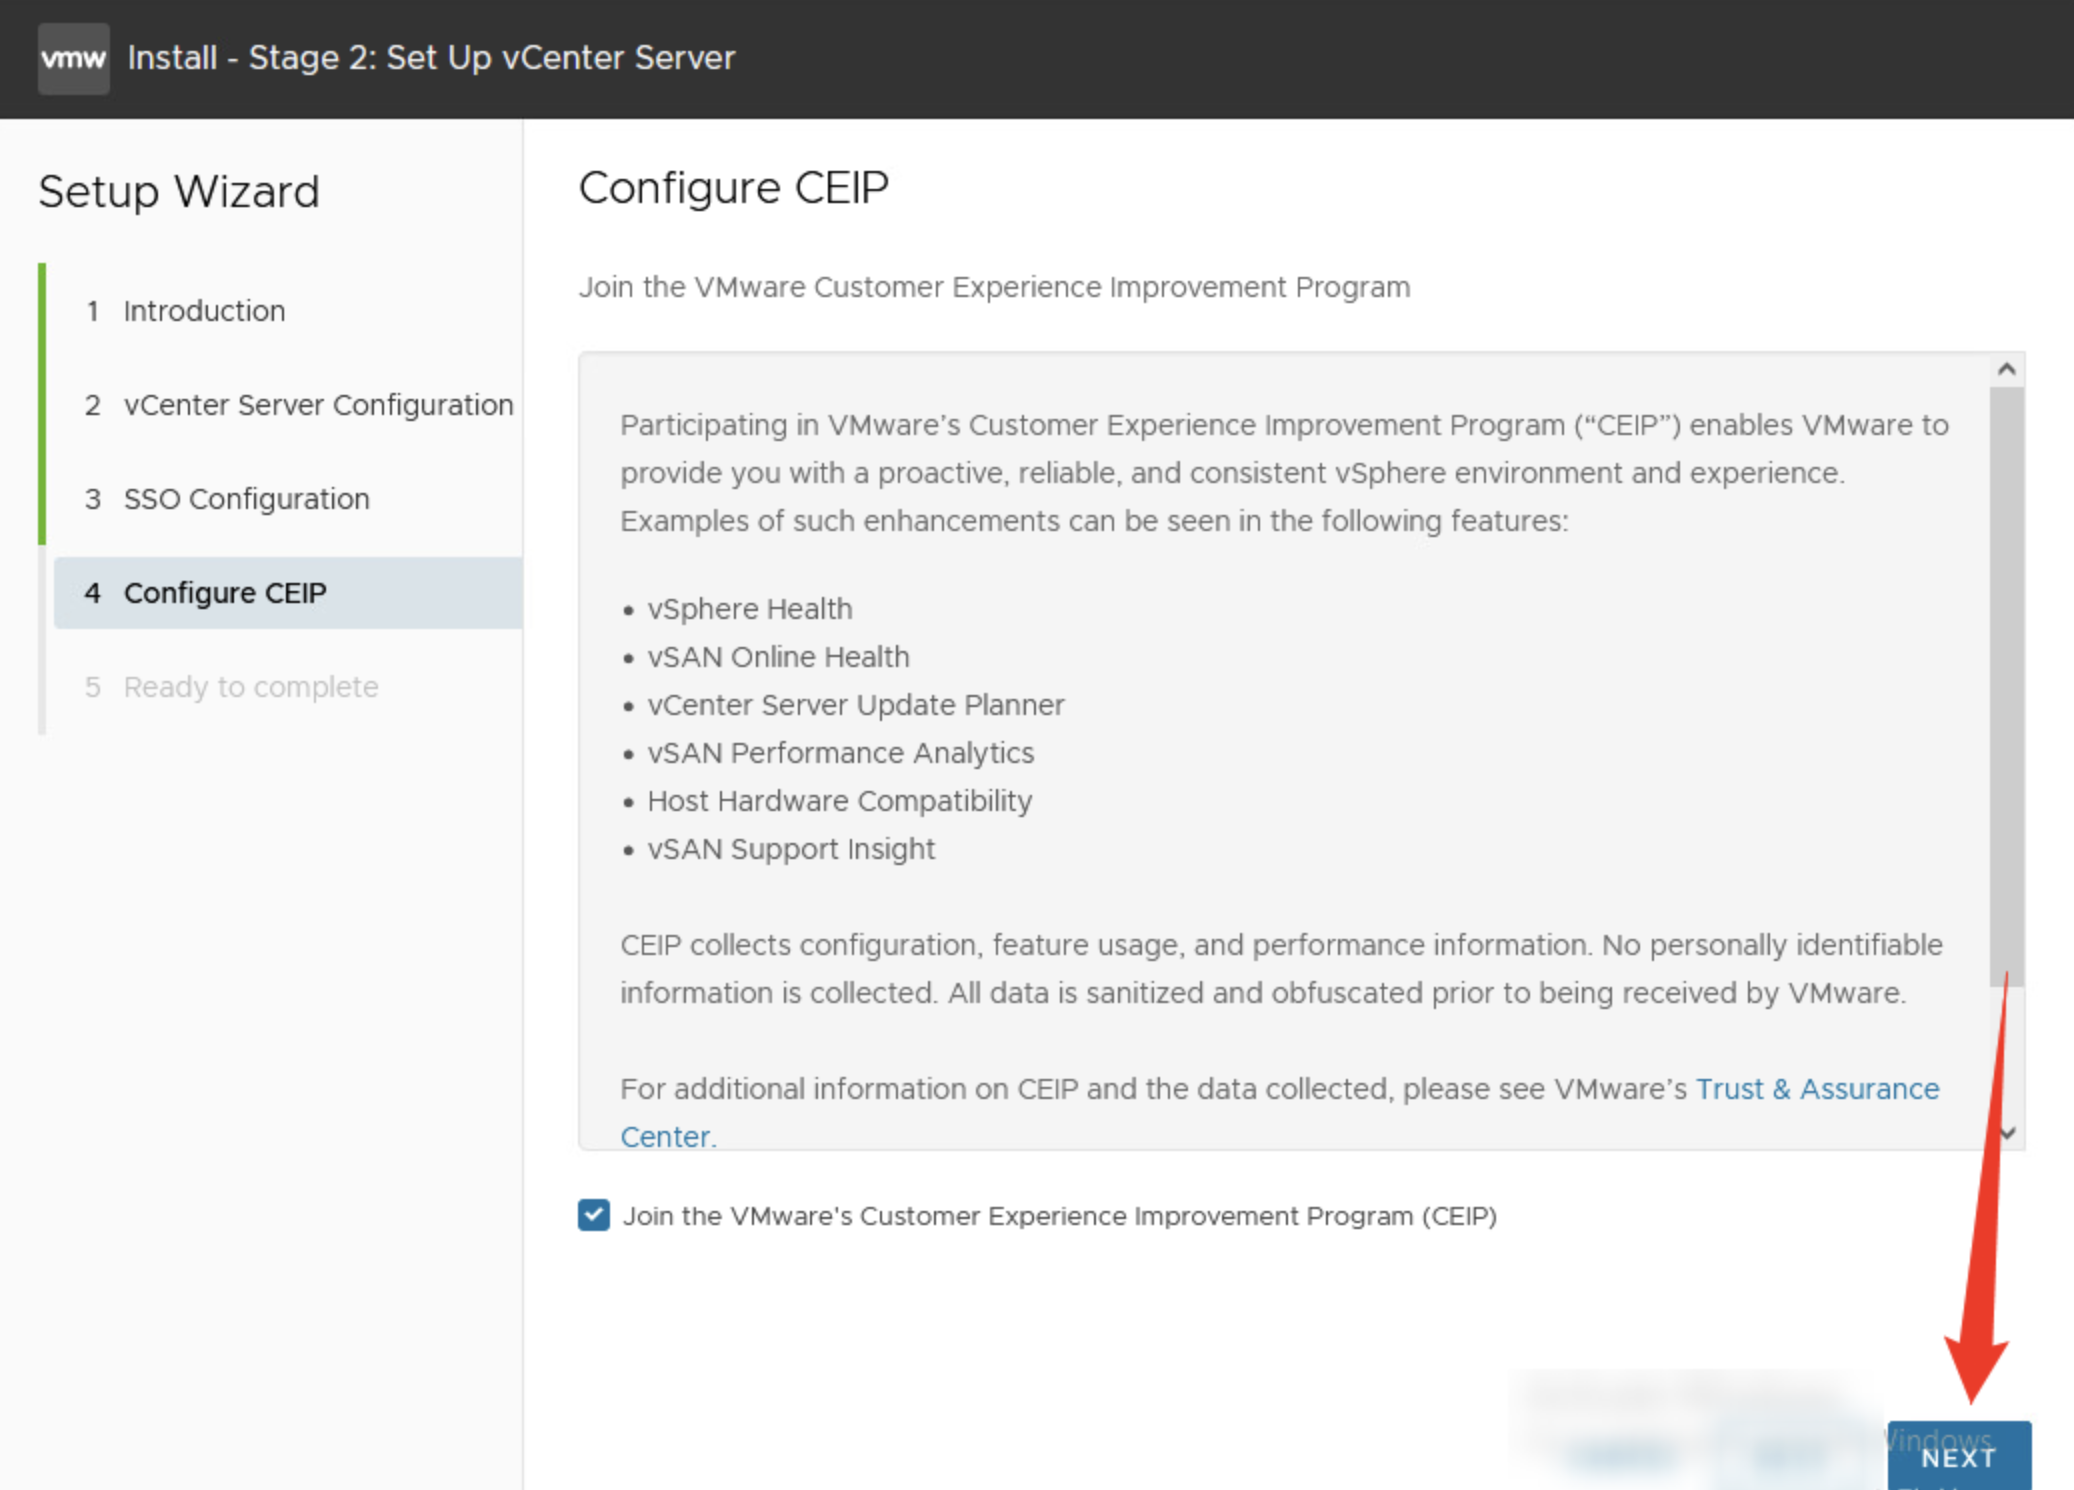 vmw Install - Stage 2: Set Up vCenter Server
Setup Wizard
1 Introduction
2 vCenter Server Configuration
3 SSO Configuration
4 Configure CEIP
5 Ready to complete
Configure CEIP
Join the VMware Customer Experience Improvement Program
Participating in VMware’s Customer Experience Improvement Program (“CEIP”) enables VMware to
provide you with a proactive, reliable, and consistent vSphere environment and experience.
Examples of such enhancements can be seen in the following features:
• vSphere Health
• vSAN Online Health
• vCenter Server Update Planner
• vSAN Performance Analytics
• Host Hardware Compatibility
• vSAN Support Insight
CEIP collects configuration, feature usage, and performance information. No personally identifiable
information is collected. All data is sanitized and obfuscated prior to being received by VMware.
For additional information on CEIP and the data collected, please see VMware’s Trust & Assurance
Center.
Join the VMware's Customer Experience Improvement Program (CEIP)
Windows
NEXT